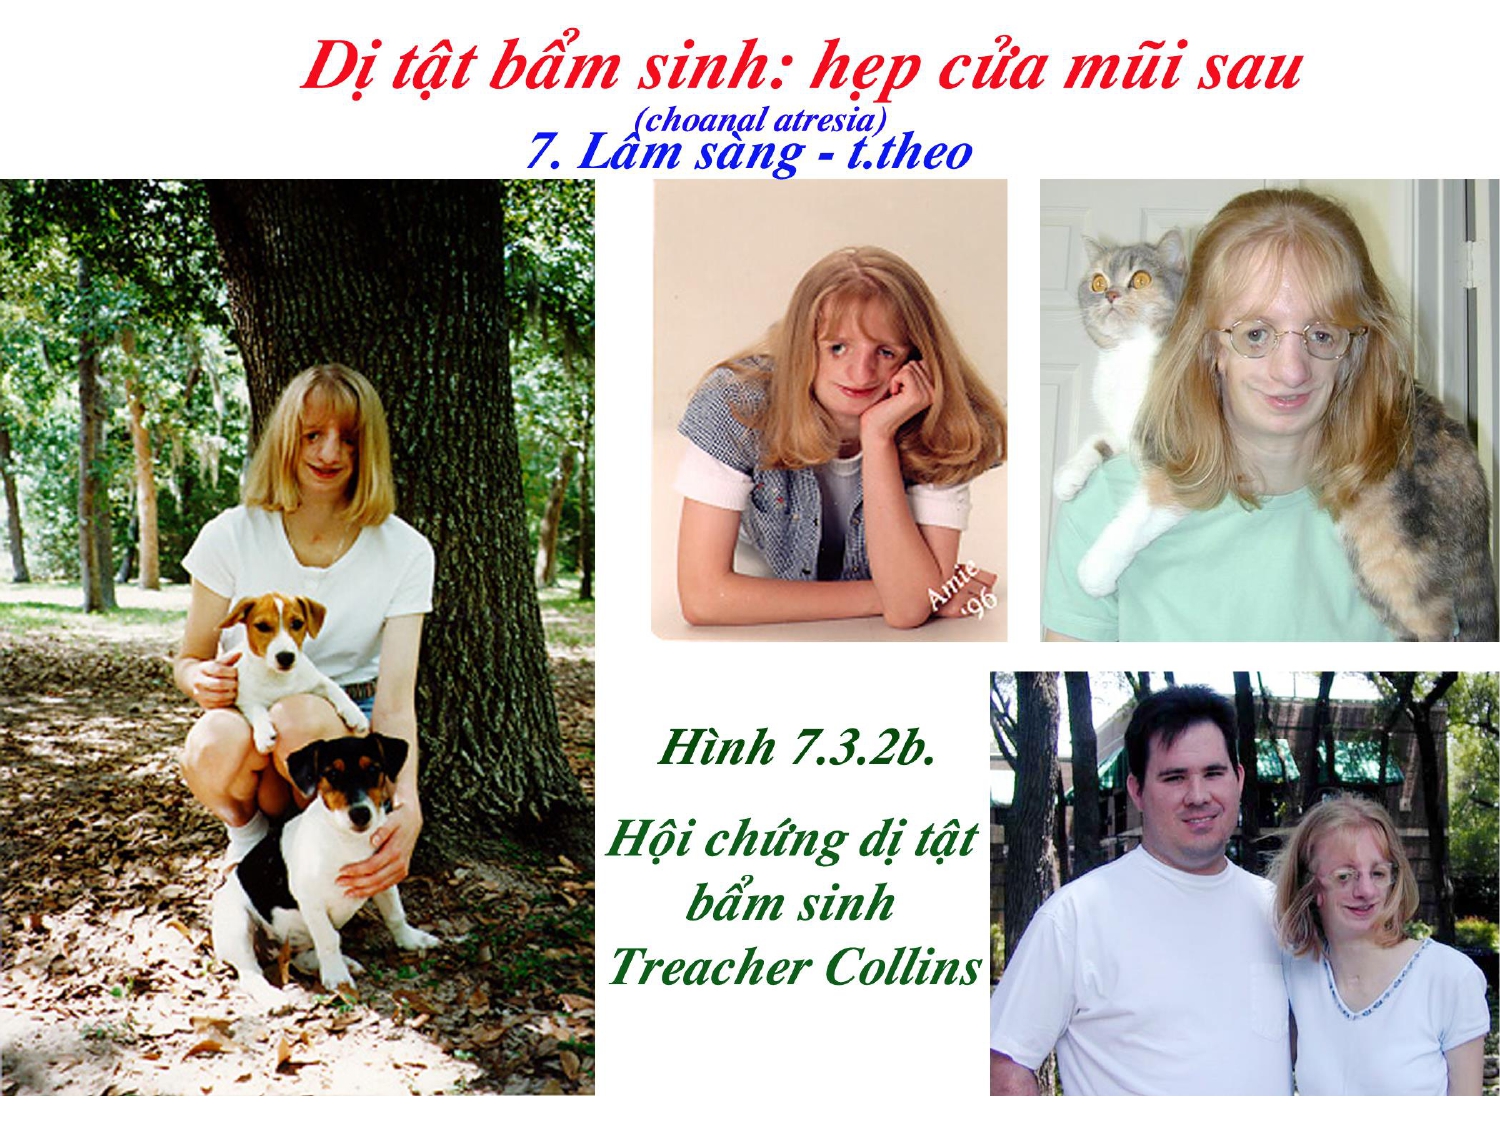 Dị tật bẩm sinh: hẹp cửa mũi sau
(choanal atresia)
7. Lâm sàng - t.theo
Amie
'96
Hình 7.3.2b.
Hội chứng dị tật
bẩm sinh
Treacher Collins